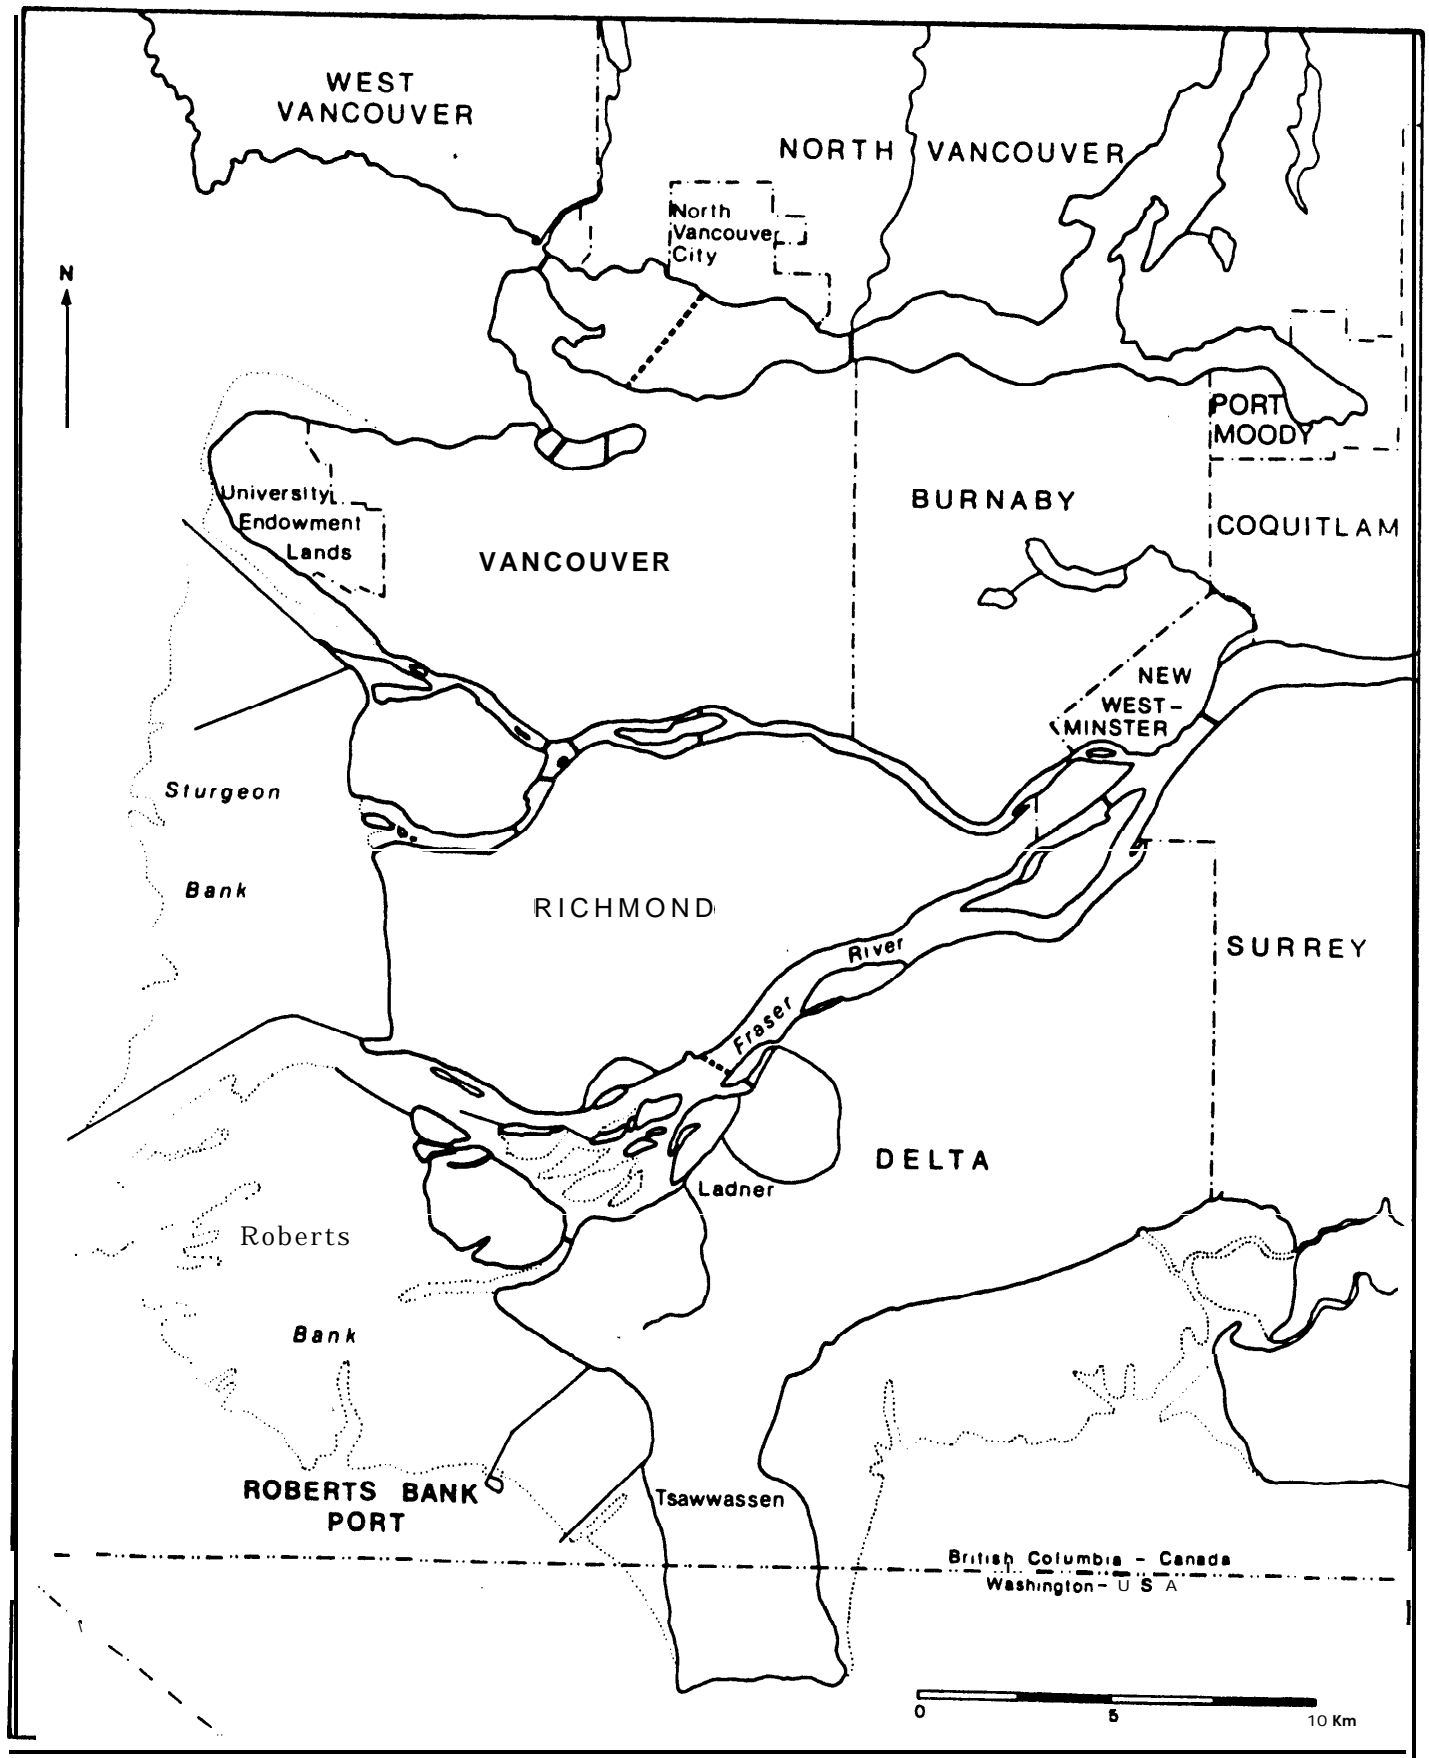 WEST
VANCOUVER
NORTH VANCOUVER
North
Vancouver
City
N
PORT
MOODY
University
Endowment
Lands
BURNABY
COQUITLAM
VANCOUVER
NEW
WEST-
MINSTER
Sturgeon
Bank
RICHMOND
River
Fraser
SURREY
DELTA
Ladner
Roberts
Bank
ROBERTS BANK
PORT
Tsawwassen
British Columbia - Canada
Washington - U S A
0 5 10 Km